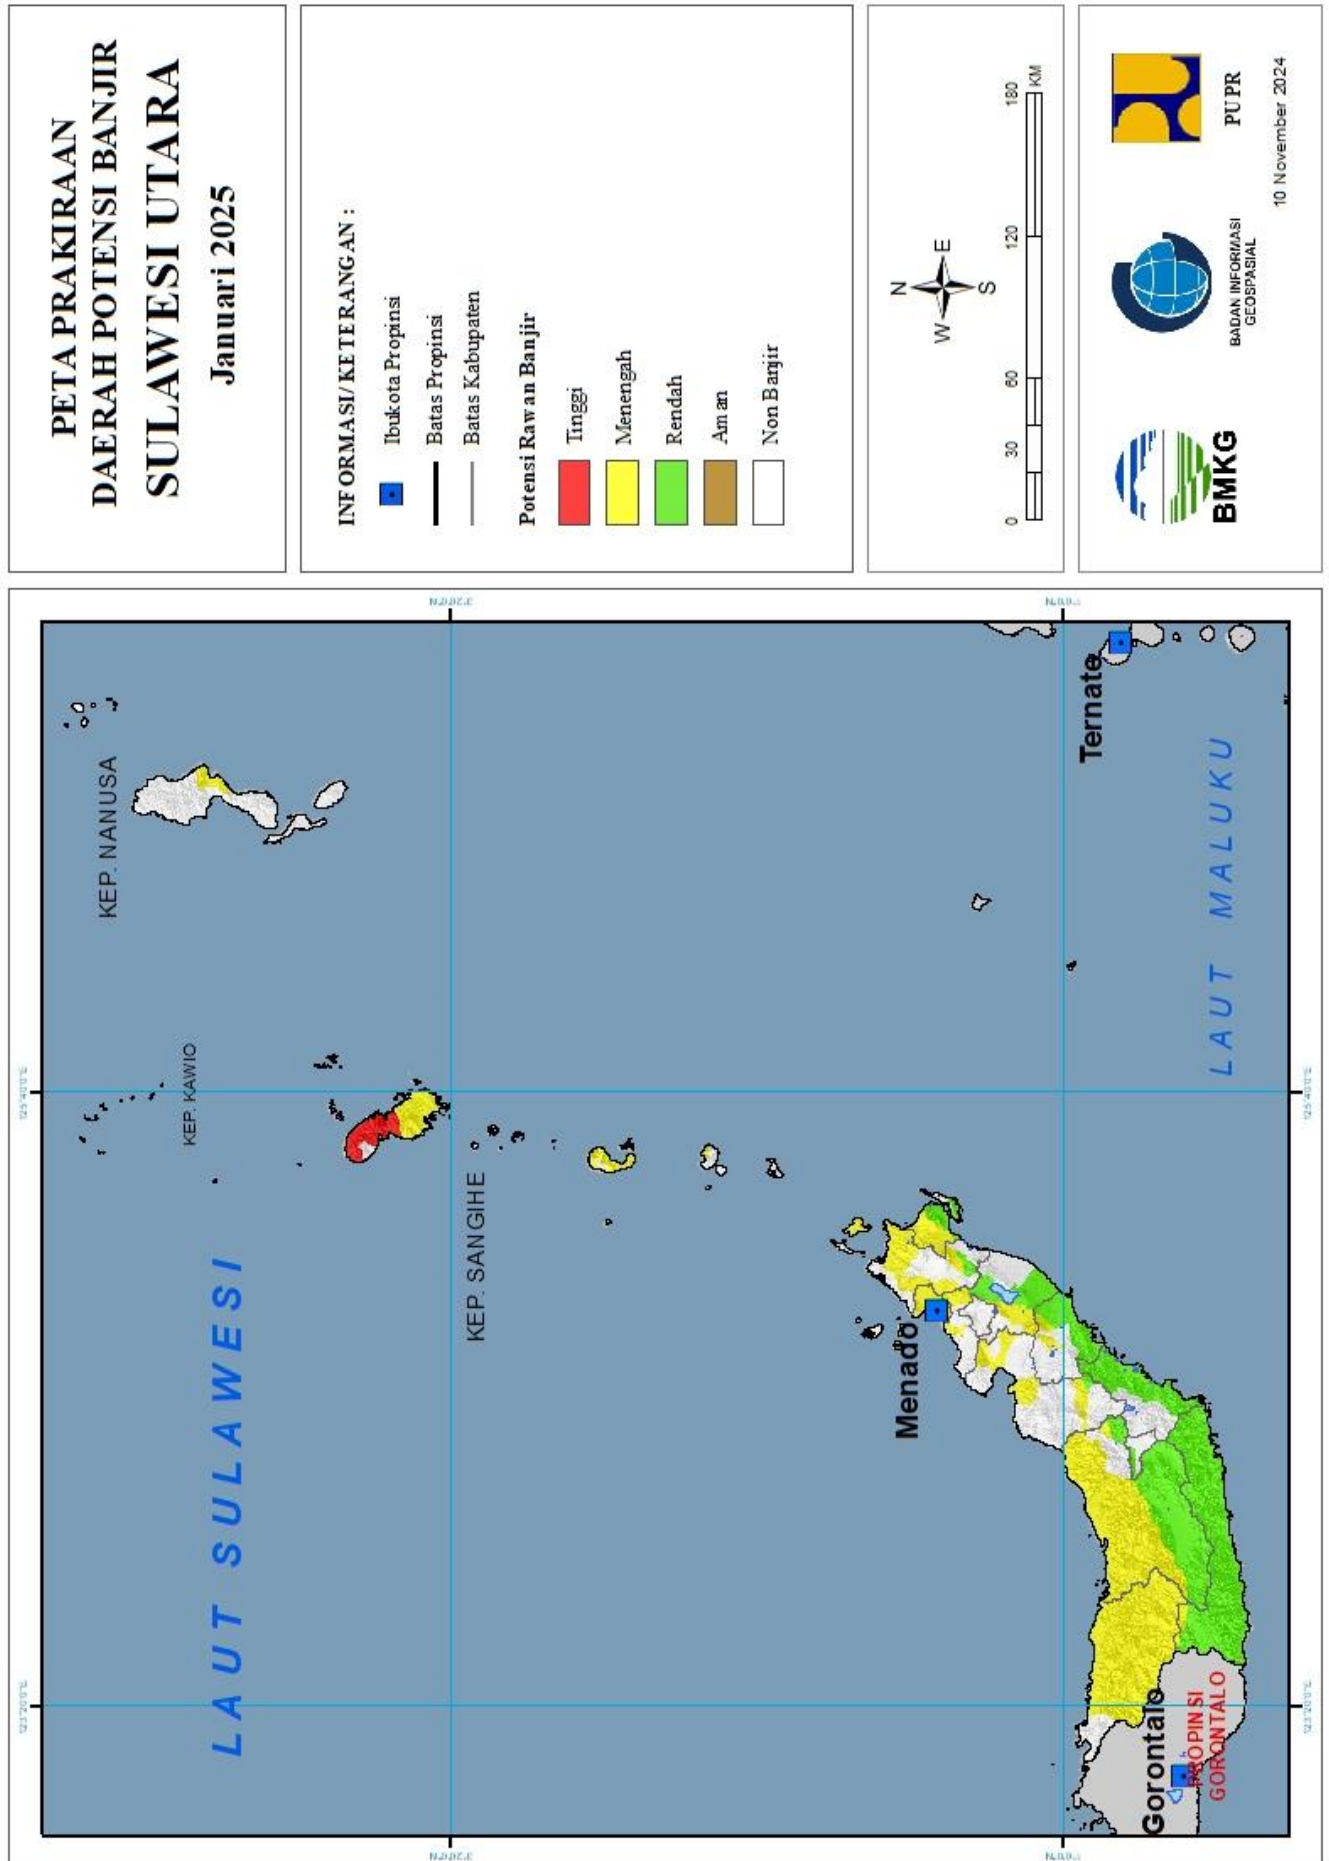 PETA PRAKIRAAN
DAERAH POTENSI BANJIR
SULAWESI UTARA
Januari 2025
INFORMASI/KETERANGAN :
Ibukota Propinsi
Batas Propinsi
Batas Kabupaten
Potensi Rawan Banjir
Tinggi
Menengah
Rendah
Aman
Non Banjir
N
W E
S
0 30 60 120 180
KM
BMKG
BADAN INFORMASI
GEOSPASIAL
PUPR
10 November 2024
KEP. NANUSA
KEP. KAWIO
LAUT SULAWESI
KEP. SANGIHE
Menado
Ternate
LAUT MALUKU
Gorontalo
PROPINSI
GORONTALO